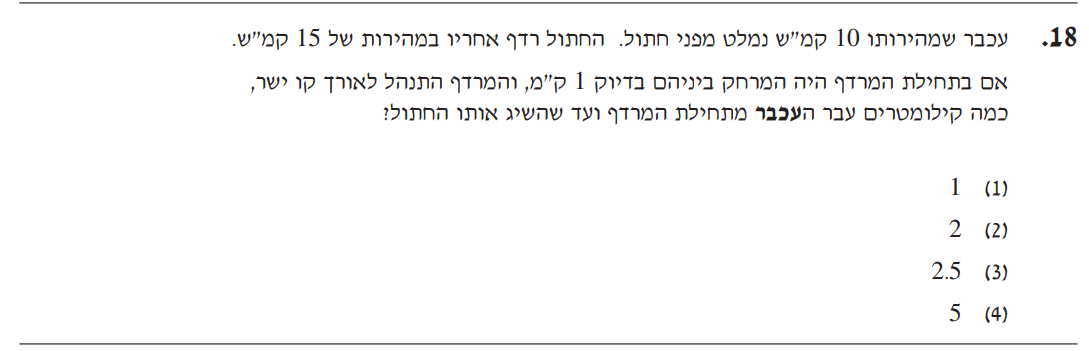 18. עכבר שמהירותו 10 קמ"ש נמלט מפני חתול. החתול רדף אחריו במהירות של 15 קמ"ש.
אם בתחילת המרדף היה המרחק ביניהם בדיוק 1 ק"מ, והמרדף התנהל לאורך קו ישר,
כמה קילומטרים עבר העכבר מתחילת המרדף ועד שהשיג אותו החתול?
(1) 1
(2) 2
(3) 2.5
(4) 5